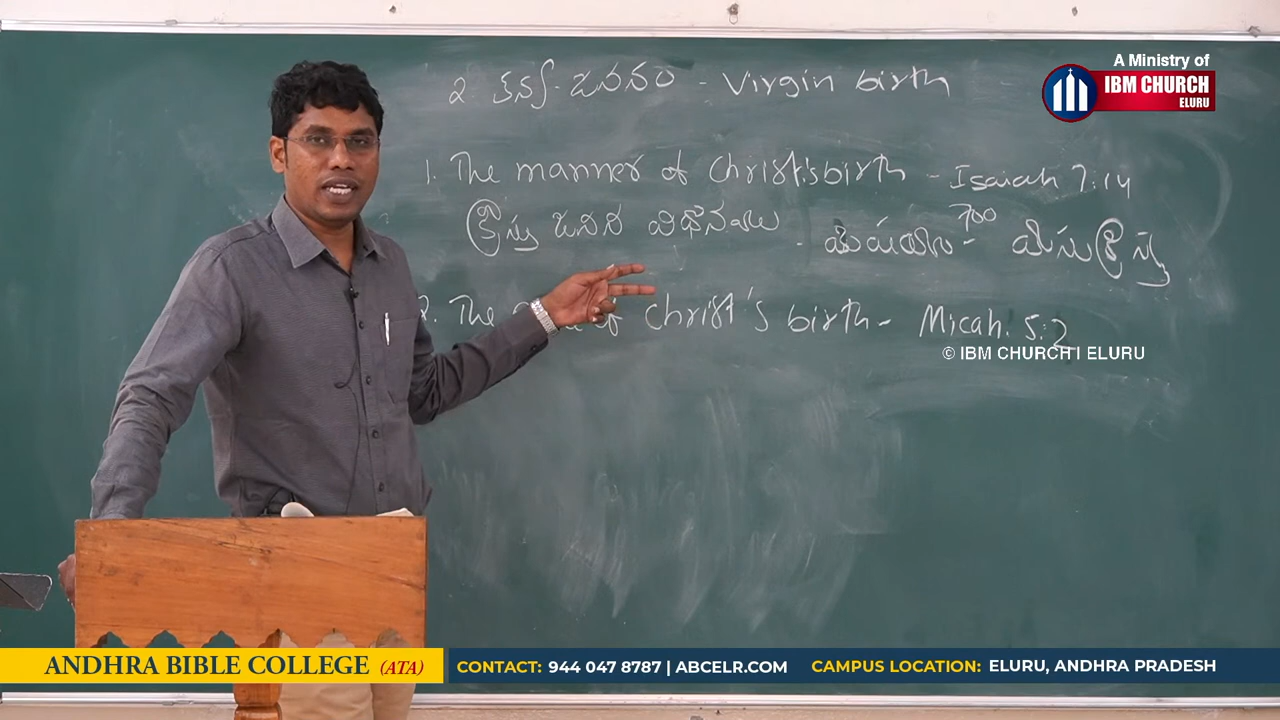 A Ministry of
IBM CHURCH
ELURU
2. కన్య జననం - Virgin birth
1. The manner of Christ's birth - Isaiah 7:14
క్రీస్తు జనన విధానము - యెషయా - 700 యేసుక్రీస్తు
2. The of Christ's birth - Micah. 5:2
© IBM CHURCH I ELURU
ANDHRA BIBLE COLLEGE (ATA)
CONTACT: 944 047 8787 | ABCELR.COM
CAMPUS LOCATION: ELURU, ANDHRA PRADESH